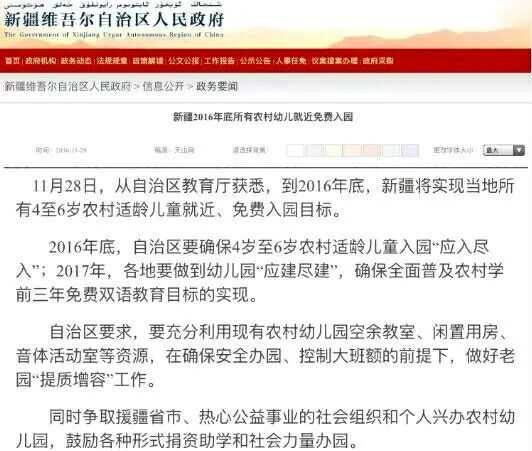 新疆维吾尔自治区人民政府
The Government of Xinjiang Uygur Autonomous Region of China
首页 | 政府机构 | 政务动态 | 法规规章 | 政策解读 | 公文公报 | 工作报告 | 公示公告 | 人事任免 | 议案提案办理 | 政府采购
新疆维吾尔自治区人民政府 > 信息公开 > 政务要闻
新疆2016年底所有农村幼儿就近免费入园
时间：2016-11-29 稿源：天山网 请选择背景： 更改字体大小： 最大
11月28日，从自治区教育厅获悉，到2016年底，新疆将实现当地所
有4至6岁农村适龄儿童就近、免费入园目标。
2016年底，自治区要确保4岁至6岁农村适龄儿童入园“应入尽
入”；2017年，各地要做到幼儿园“应建尽建”，确保全面普及农村学
前三年免费双语教育目标的实现。
自治区要求，要充分利用现有农村幼儿园空余教室、闲置用房、
音体活动室等资源，在确保安全办园、控制大班额的前提下，做好老
园“提质增容”工作。
同时争取援疆省市、热心公益事业的社会组织和个人兴办农村幼
儿园，鼓励各种形式捐资助学和社会力量办园。